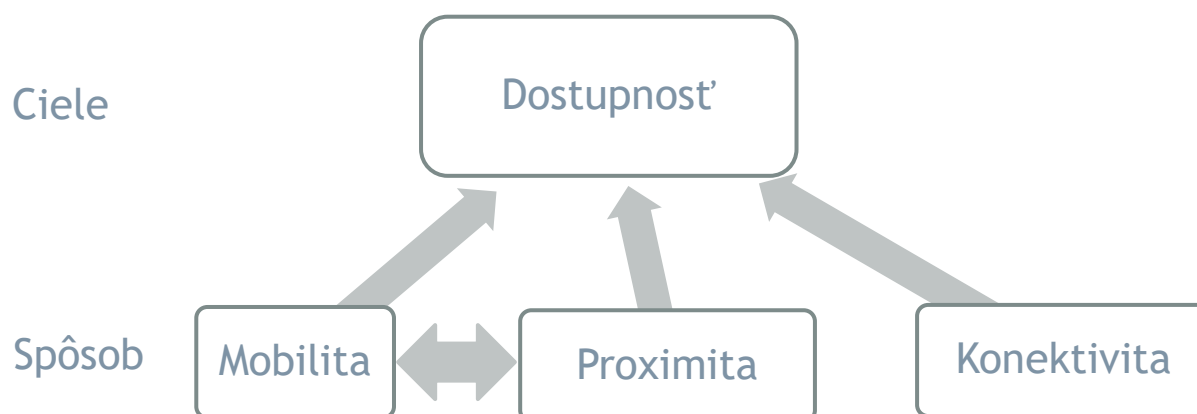 Ciele
Dostupnosť
Spôsob
Mobilita
Proximita
Konektivita